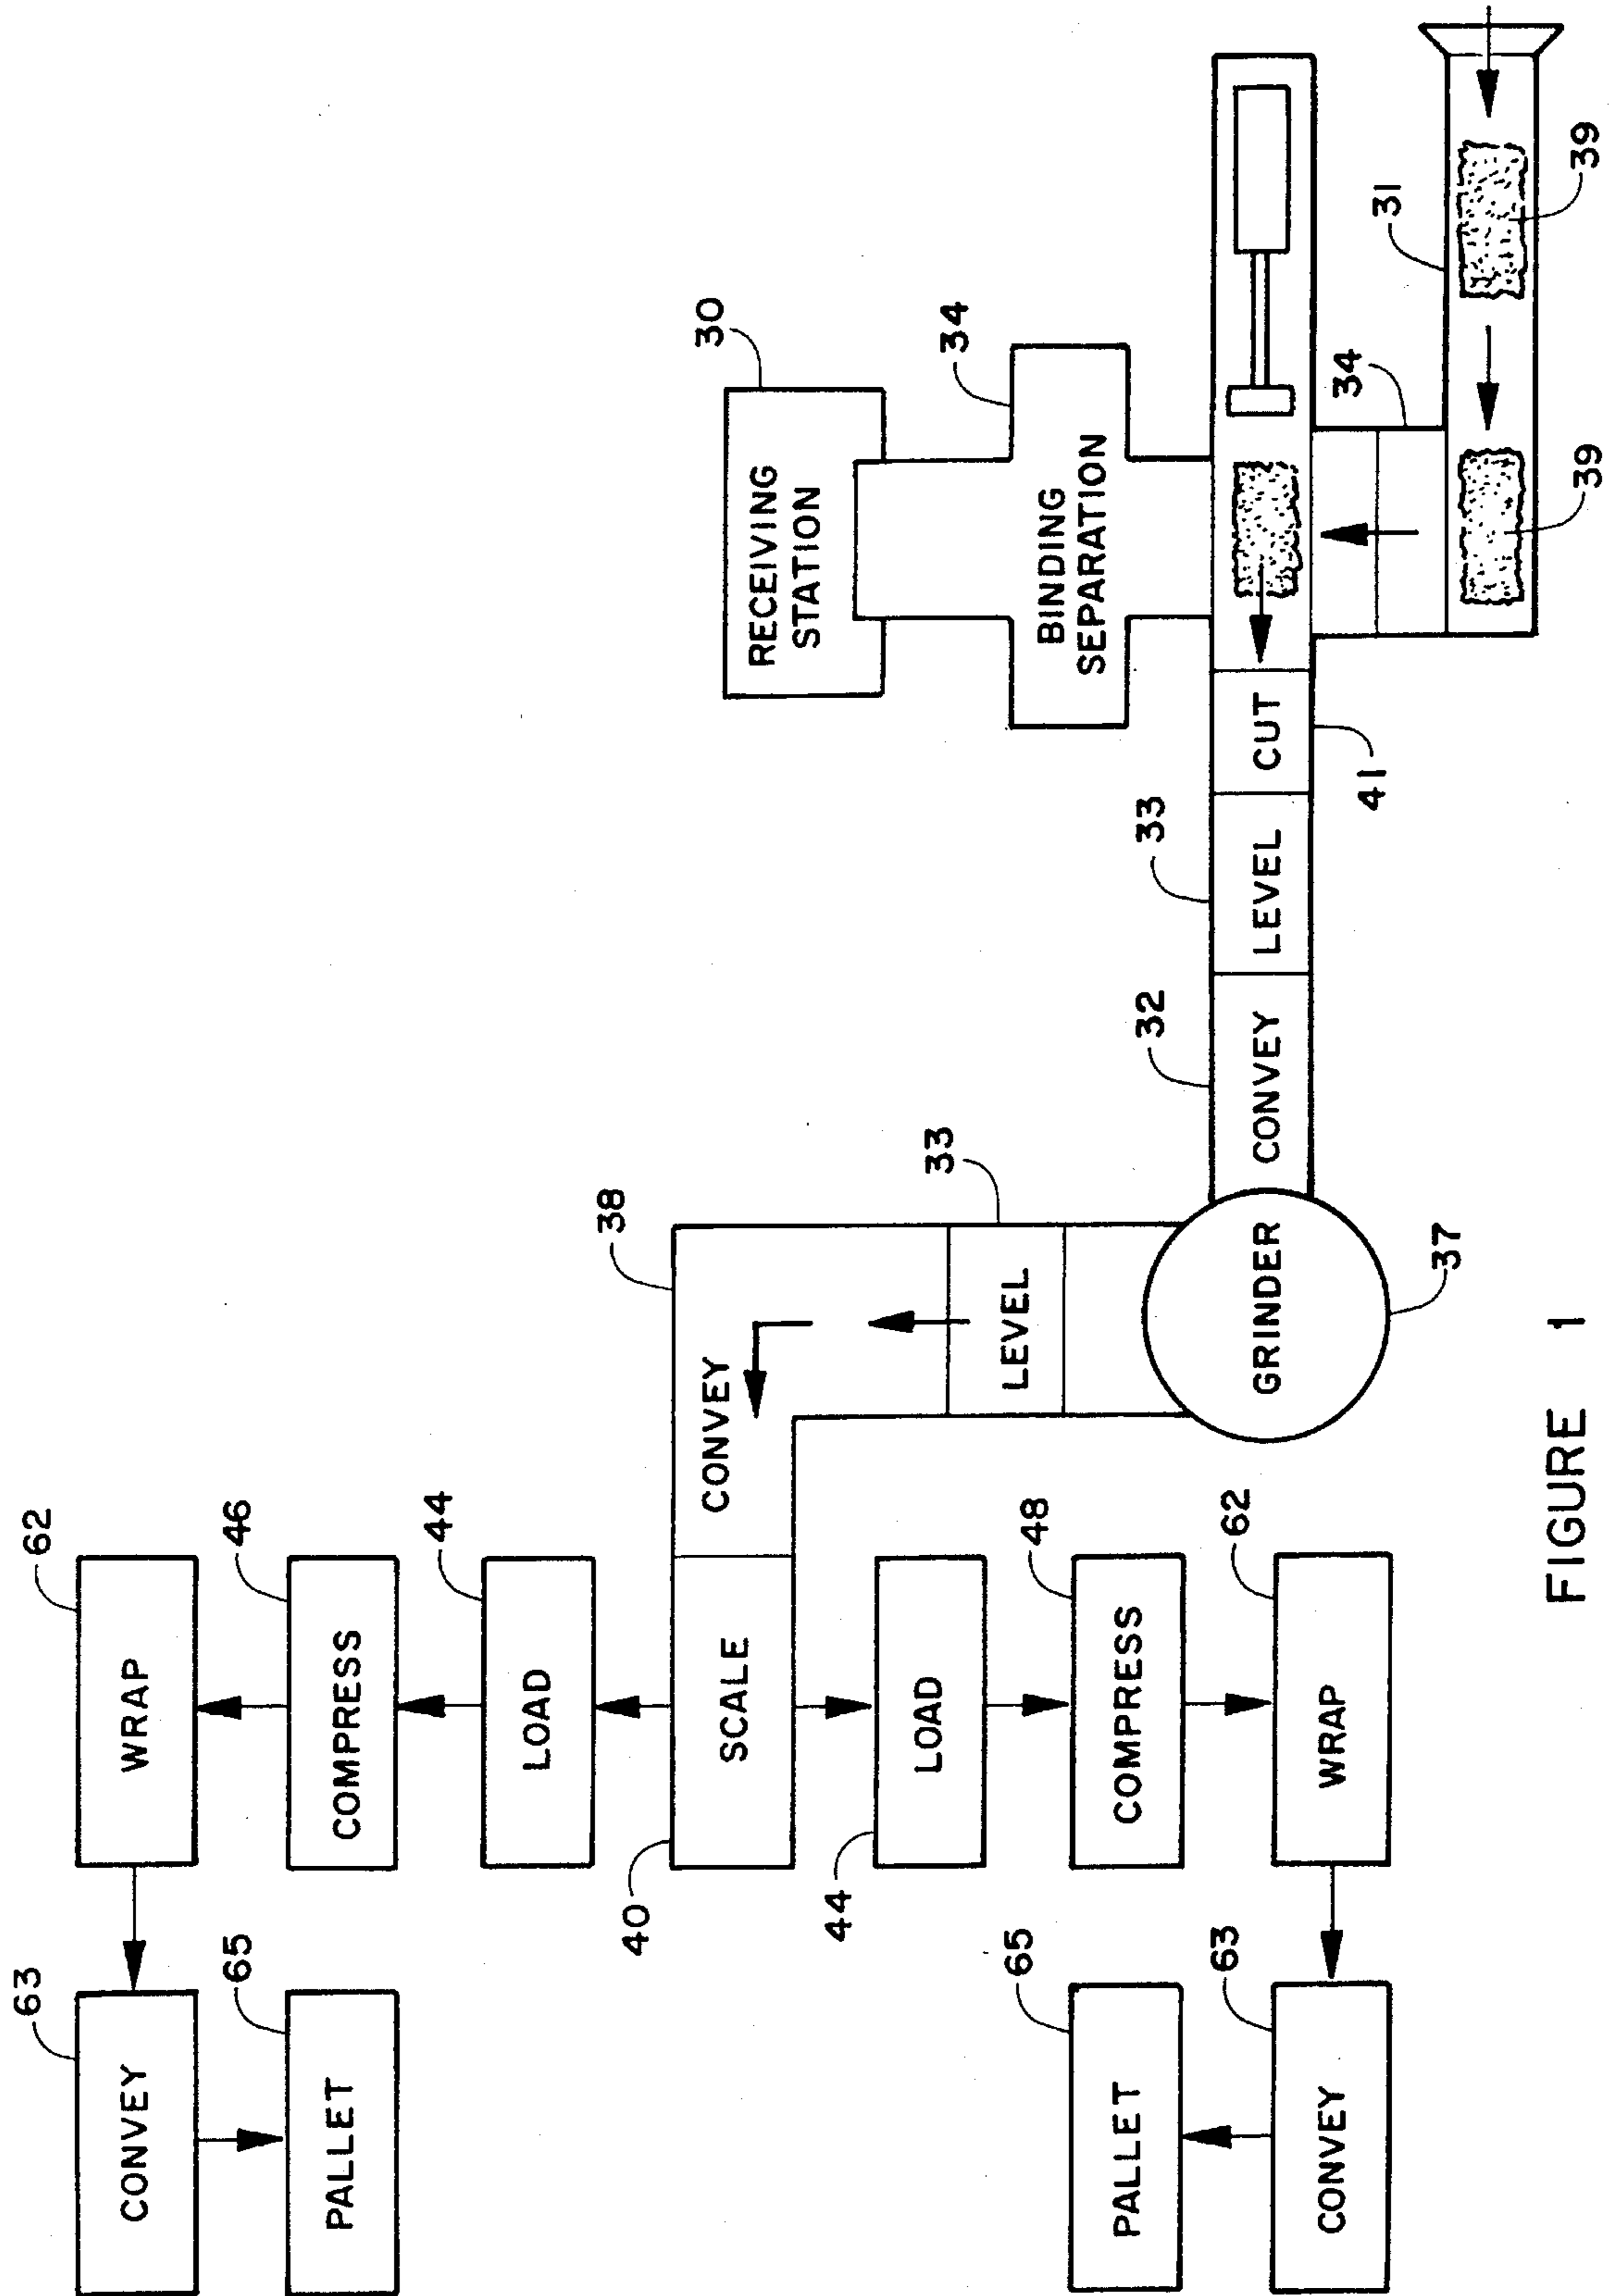 30
RECEIVING
STATION
34
BINDING
SEPARATION
31
34
39
39
CUT
41
33
LEVEL
32
CONVEY
GRINDER
37
33
LEVEL
38
CONVEY
SCALE
40
44
LOAD
46
COMPRESS
62
WRAP
63
CONVEY
65
PALLET
LOAD
44
48
COMPRESS
62
WRAP
63
CONVEY
65
PALLET
FIGURE 1